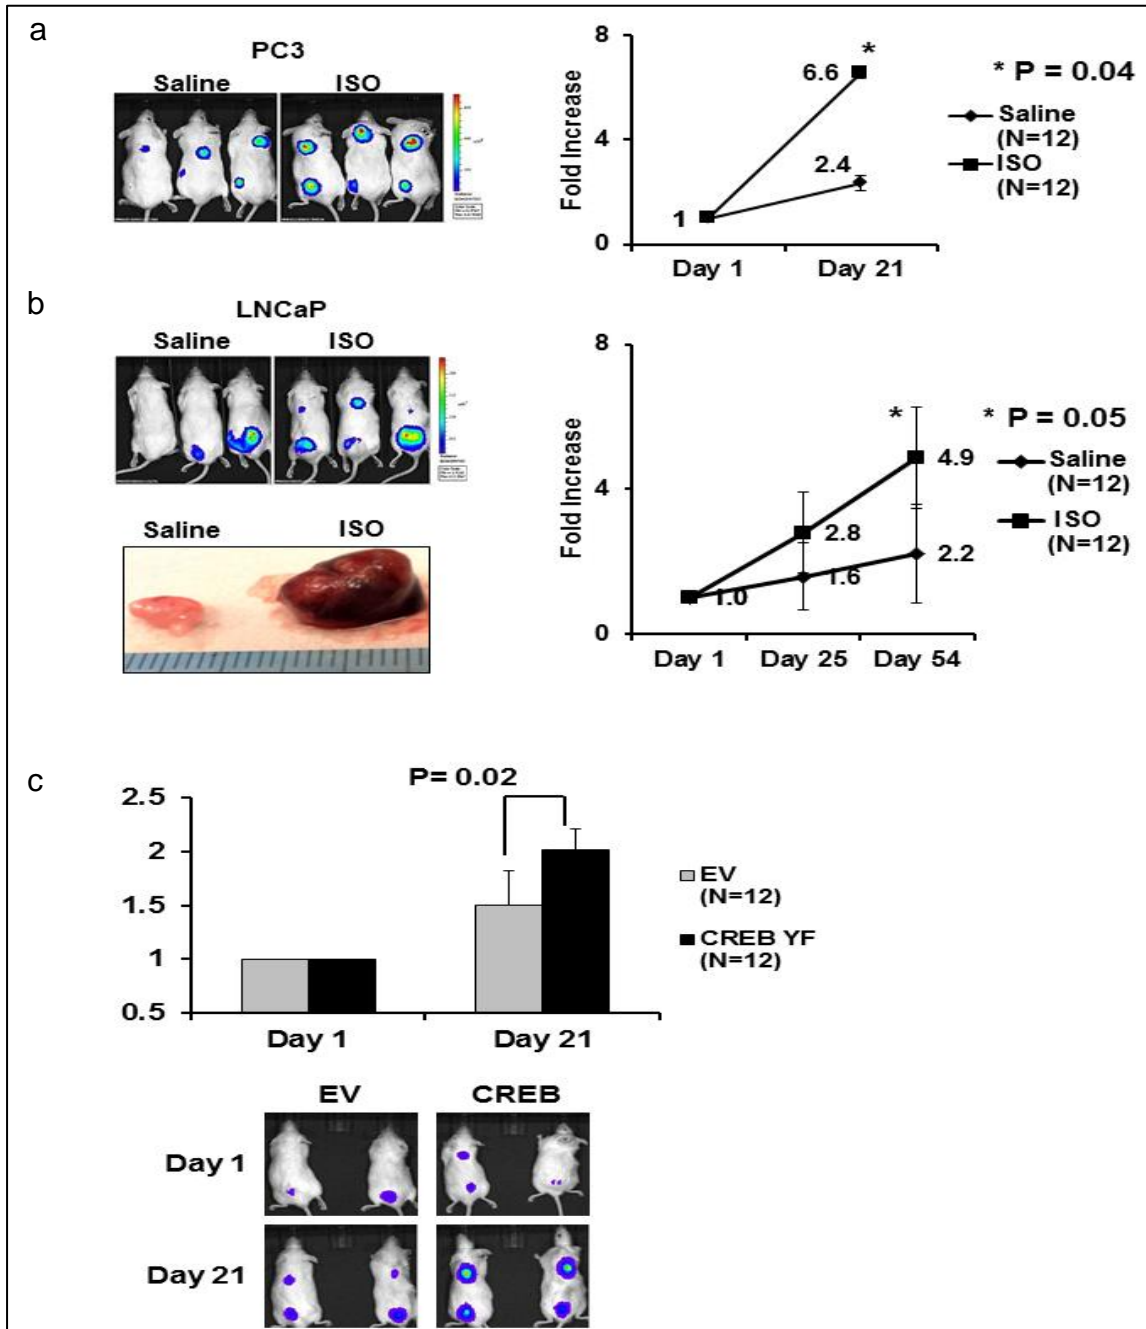 a
PC3
Saline ISO
8
6.6
*
* P = 0.04
Saline
(N=12)
ISO
(N=12)
4
2.4
1
0
Fold Increase
Day 1 Day 21
b
LNCaP
Saline ISO
Saline ISO
8
*
* P = 0.05
Saline
(N=12)
ISO
(N=12)
4.9
4
2.8
2.2
1.6
1.0
0
Fold Increase
Day 1 Day 25 Day 54
c
P= 0.02
2.5
2
1.5
1
0.5
EV
(N=12)
CREB YF
(N=12)
Day 1 Day 21
EV CREB
Day 1
Day 21